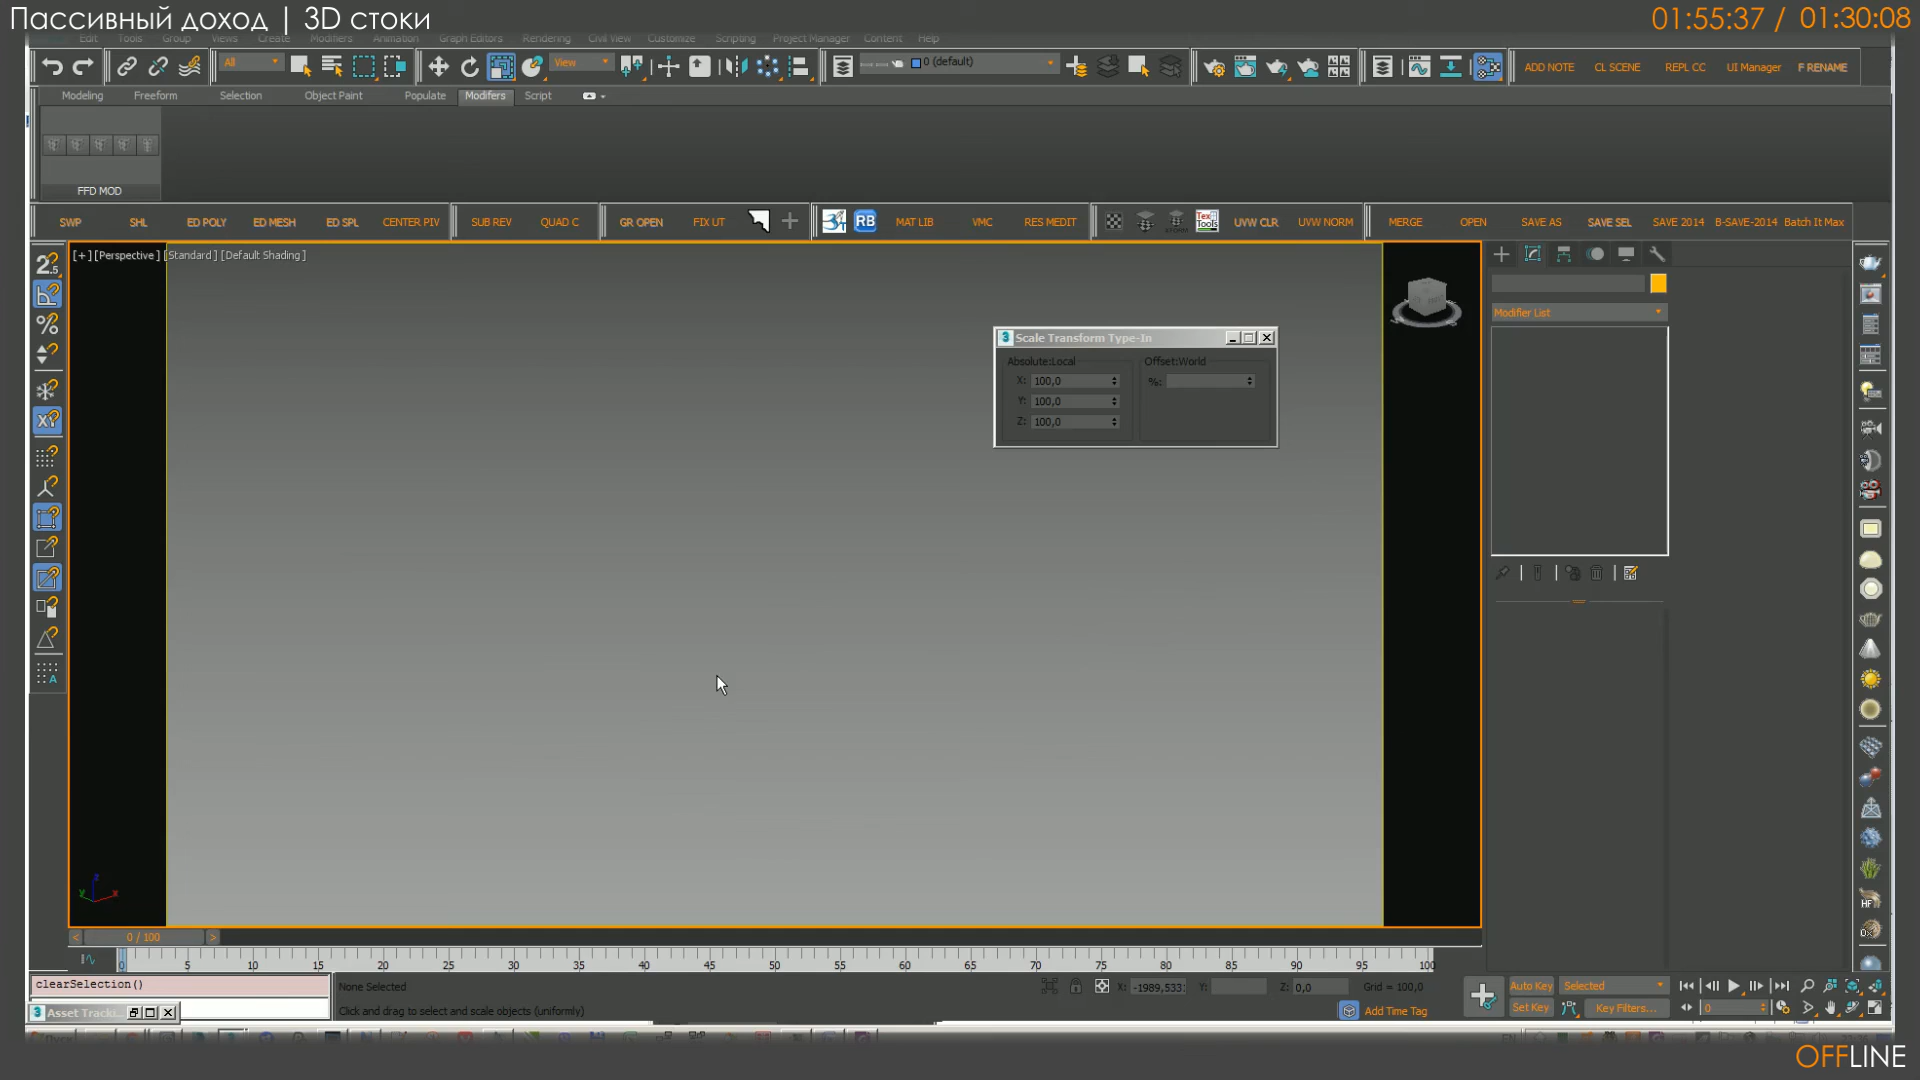 Пассивный доход | 3D стоки
01:55:37 / 01:30:08
Edit Tools Group Views Create Modifiers Animation Graph Editors Rendering Civil View Customize Scripting Project Manager Content Help
All View 0 (default) ADD NOTE CL SCENE REPL CC UI Manager F RENAME
Modeling Freeform Selection Object Paint Populate Modifers Script
FFD MOD
SWP SHL ED POLY ED MESH ED SPL CENTER PIV SUB REV QUAD C GR OPEN FIX UT RB MAT LIB VMC RES MEDIT Tex Tools UVW CLR UVW NORM MERGE OPEN SAVE AS SAVE SEL SAVE 2014 B-SAVE-2014 Batch It Max
[+] [Perspective] [Standard] [Default Shading]
Modifier List
3 Scale Transform Type-In
Absolute:Local Offset:World
X: 100,0 %:
Y: 100,0
Z: 100,0
HF
0 / 100
0 5 10 15 20 25 30 35 40 45 50 55 60 65 70 75 80 85 90 95 100
clearSelection()
None Selected X: -1989,533 Y: Z: 0,0 Grid = 100,0 Auto Key Selected
Click and drag to select and scale objects (uniformly) Add Time Tag Set Key Key Filters... 0
3 Asset Tracki...
OFFLINE